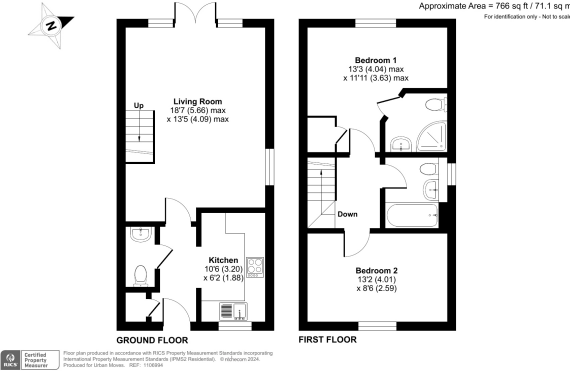 Approximate Area = 766 sq ft / 71.1 sq m
For identification only - Not to scale
N
Bedroom 1
13'3 (4.04) max
x 11'11 (3.63) max
Up
Living Room
18'7 (5.66) max
x 13'5 (4.09) max
Down
Kitchen
10'6 (3.20)
x 6'2 (1.88)
Bedroom 2
13'2 (4.01)
x 8'6 (2.59)
GROUND FLOOR
FIRST FLOOR
RICS
Certified
Property
Measurer
Floor plan produced in accordance with RICS Property Measurement Standards incorporating
International Property Measurement Standards (IPMS2 Residential). © nichecom 2024.
Produced for Urban Moves. REF: 1108894